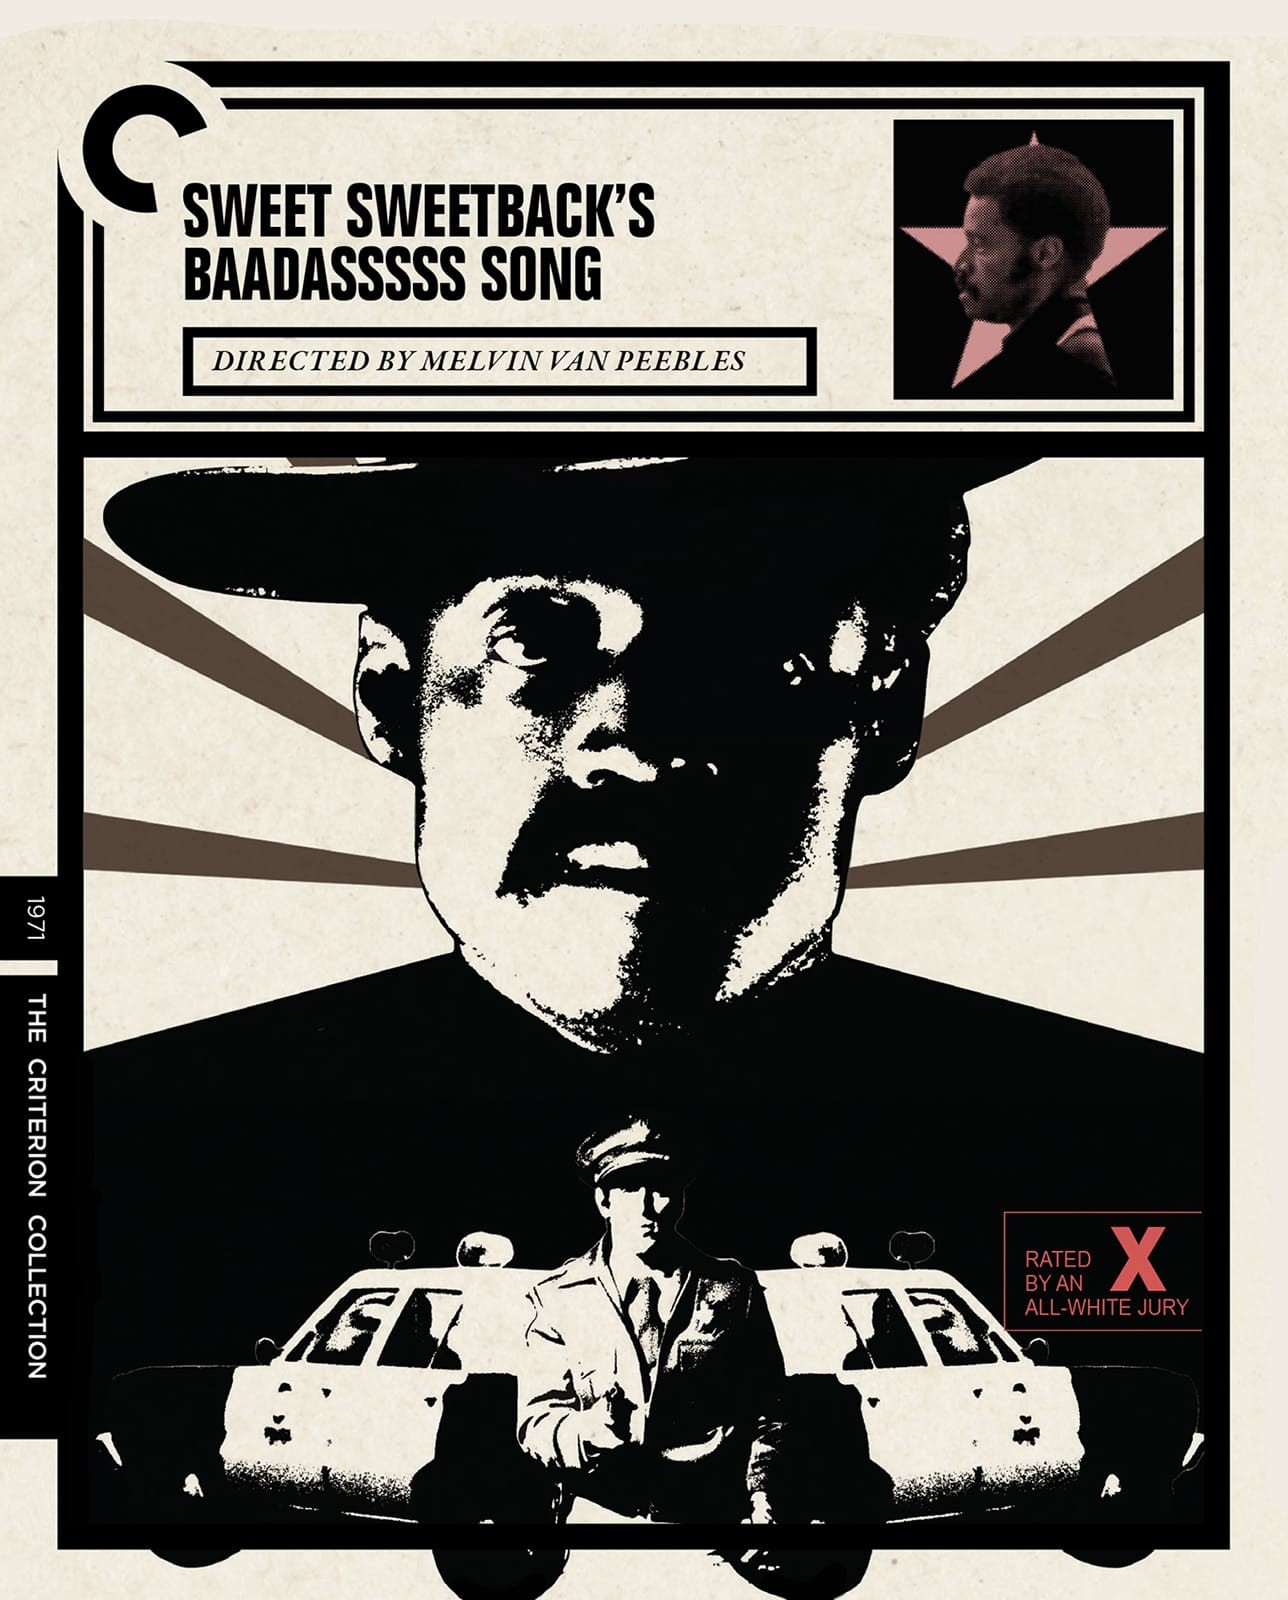 SWEET SWEETBACK'S
BAADASSSSS SONG
DIRECTED BY MELVIN VAN PEEBLES
1971
THE CRITERION COLLECTION
RATED X
BY AN
ALL-WHITE JURY